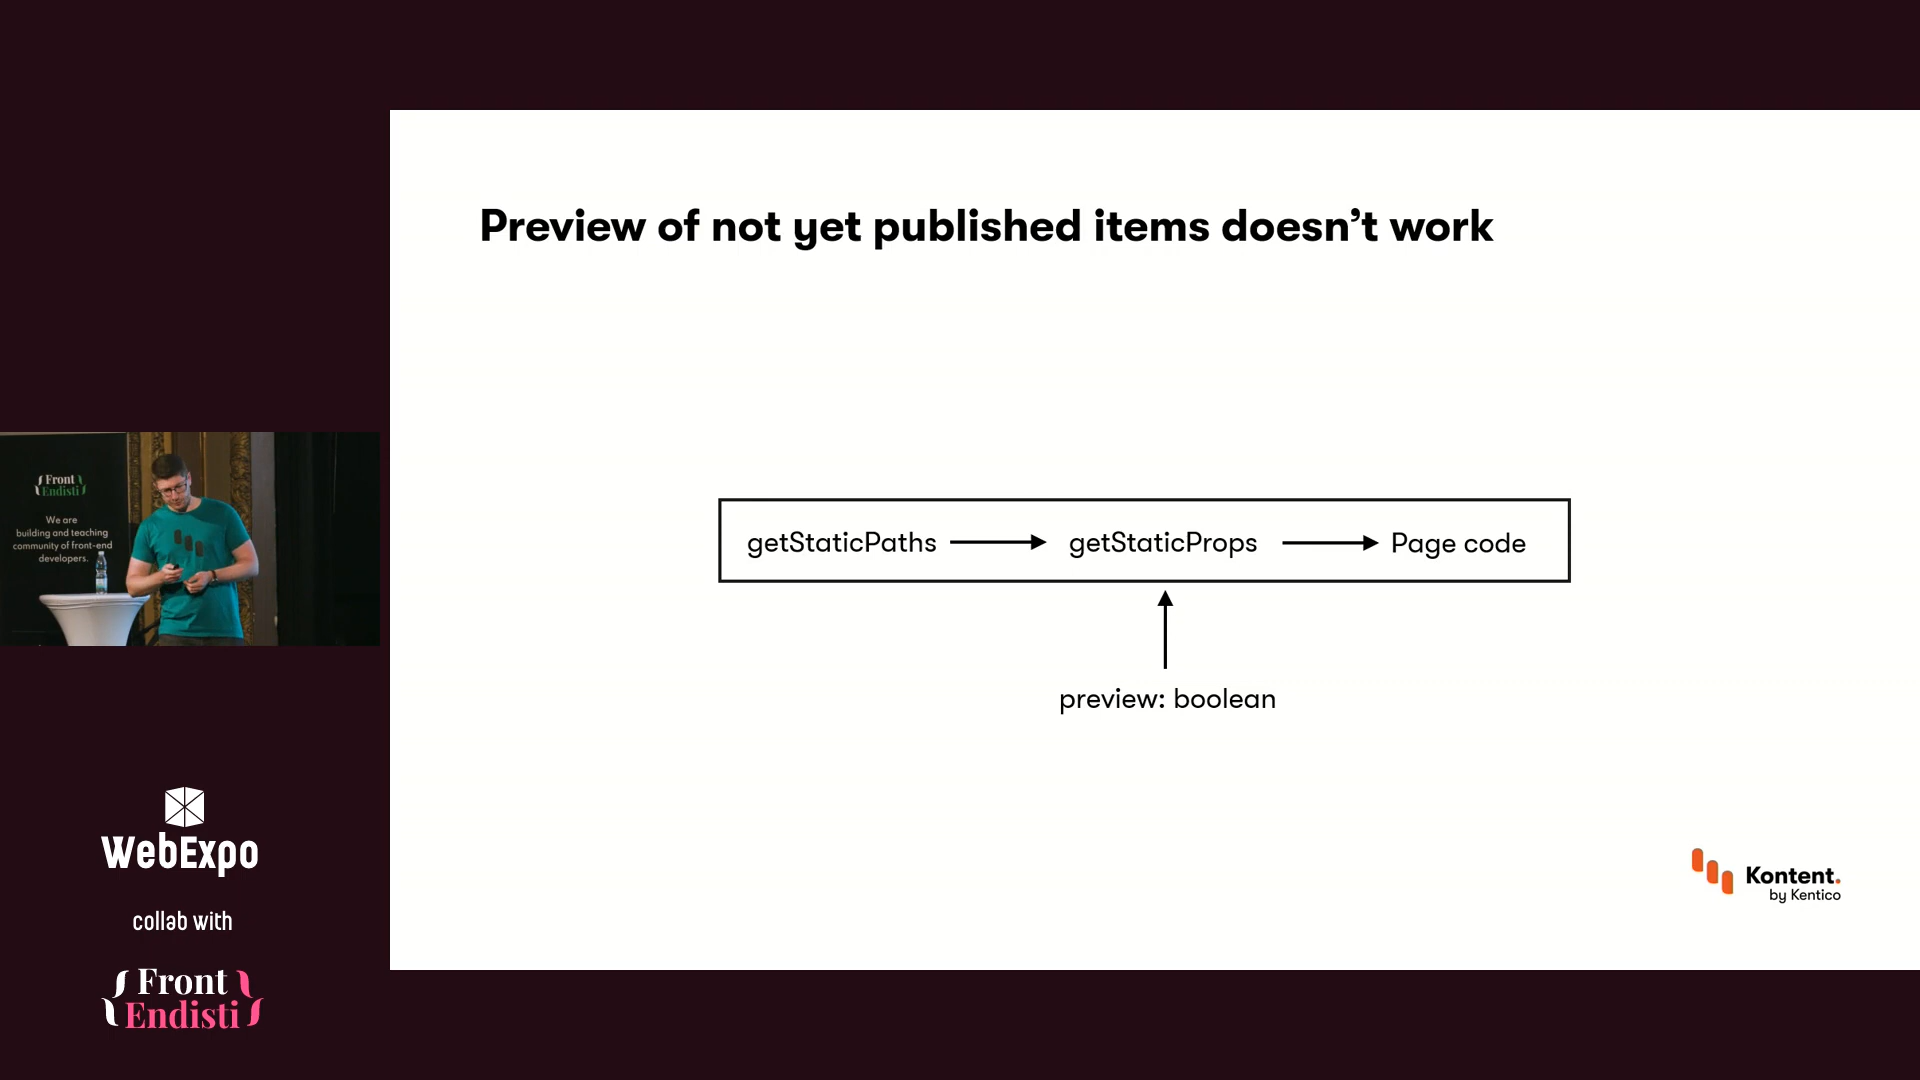 Preview of not yet published items doesn't work
getStaticPaths getStaticProps Page code
preview: boolean
Kontent.
by Kentico
{Front
Endisti}
We are
building and teaching
community of front-end
developers.
WebExpo
collab with
{Front
Endisti}